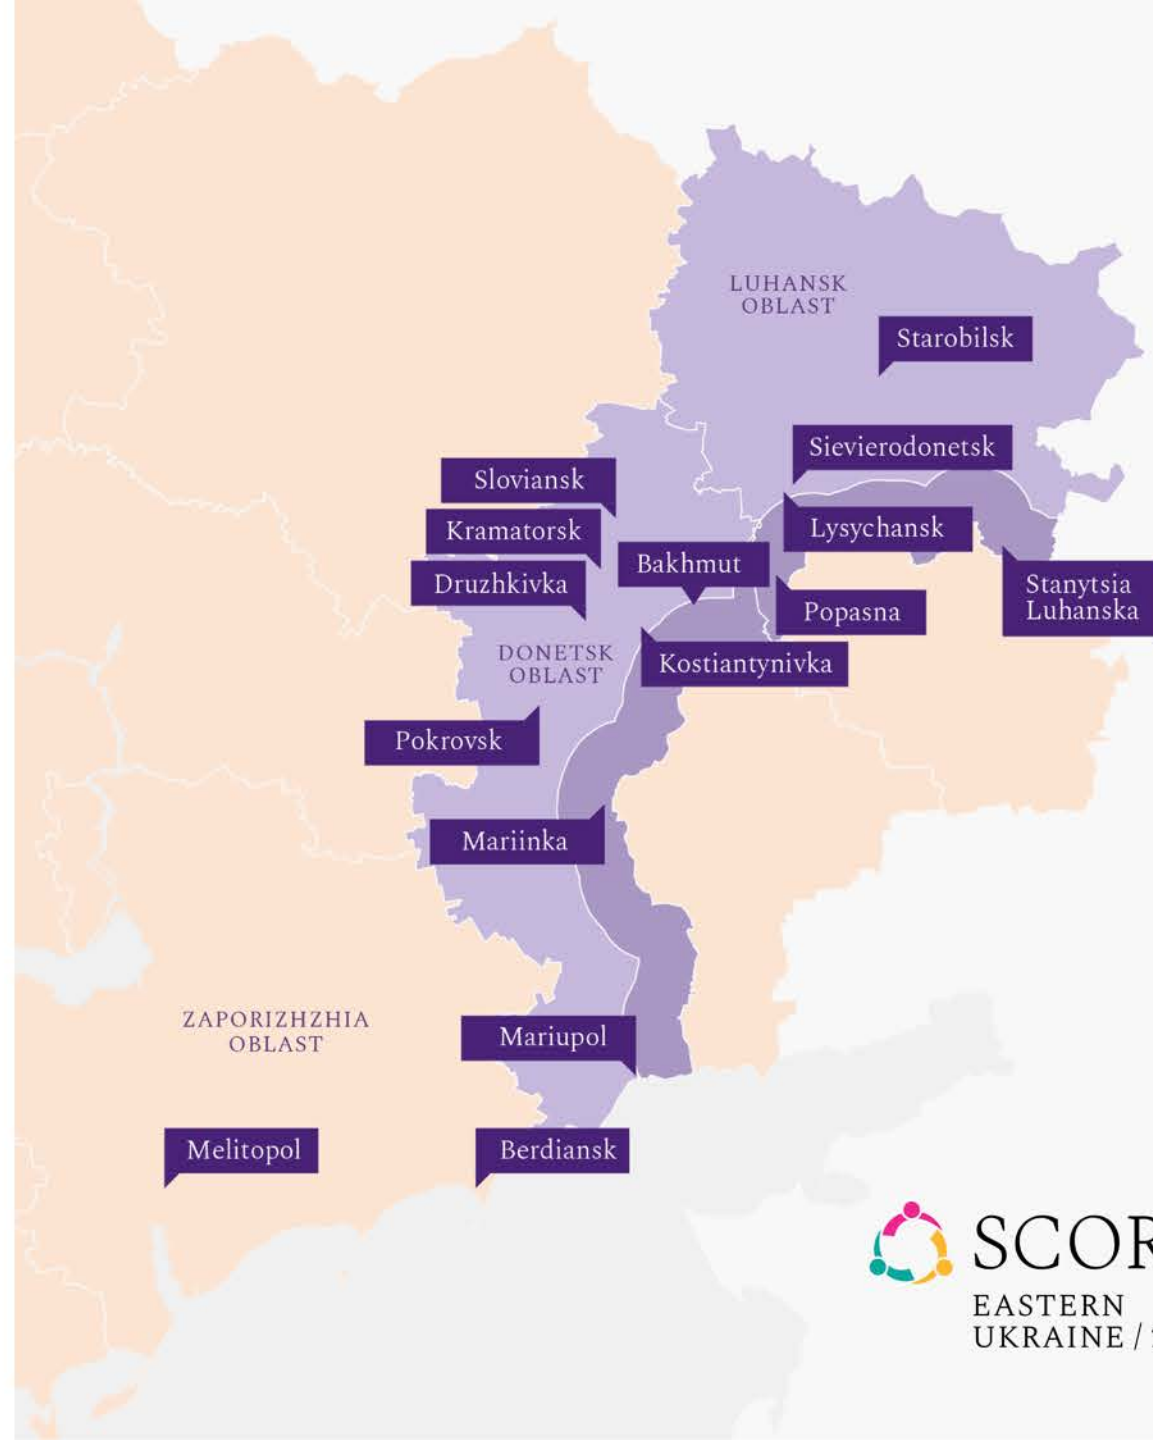 LUHANSK
OBLAST
Starobilsk
Sievierodonetsk
Sloviansk
Lysychansk
Kramatorsk
Bakhmut
Druzhkivka
Stanytsia
Luhanska
Popasna
DONETSK
OBLAST
Kostiantynivka
Pokrovsk
Mariinka
ZAPORIZHZHIA
OBLAST
Mariupol
Melitopol
Berdiansk
SCOR
EASTERN
UKRAINE /